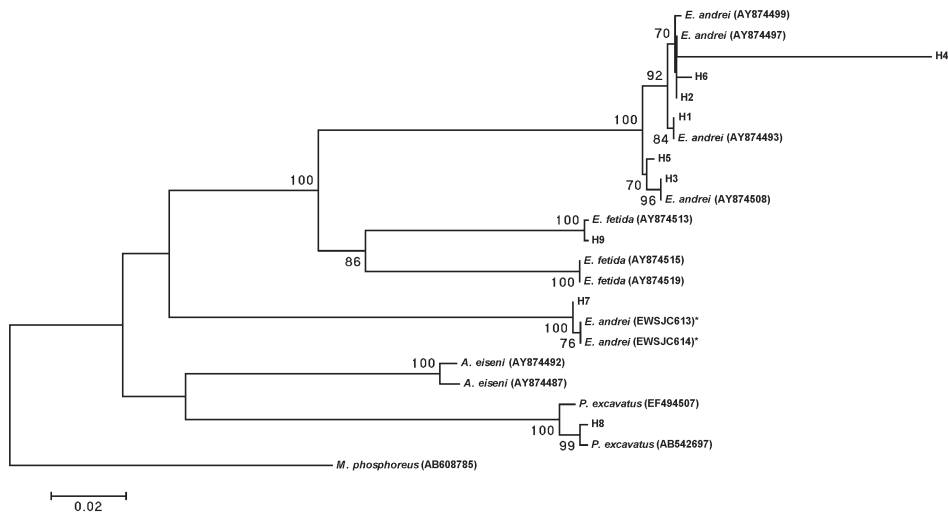 E. andrei (AY874499)
70
E. andrei (AY874497)
H4
92
H6
H2
100
H1
84
E. andrei (AY874493)
H5
70
H3
96
E. andrei (AY874508)
100
100
E. fetida (AY874513)
H9
86
E. fetida (AY874515)
100
E. fetida (AY874519)
H7
100
E. andrei (EWSJC613)*
76
E. andrei (EWSJC614)*
100
A. eiseni (AY874492)
A. eiseni (AY874487)
P. excavatus (EF494507)
100
H8
99
P. excavatus (AB542697)
M. phosphoreus (AB608785)
0.02